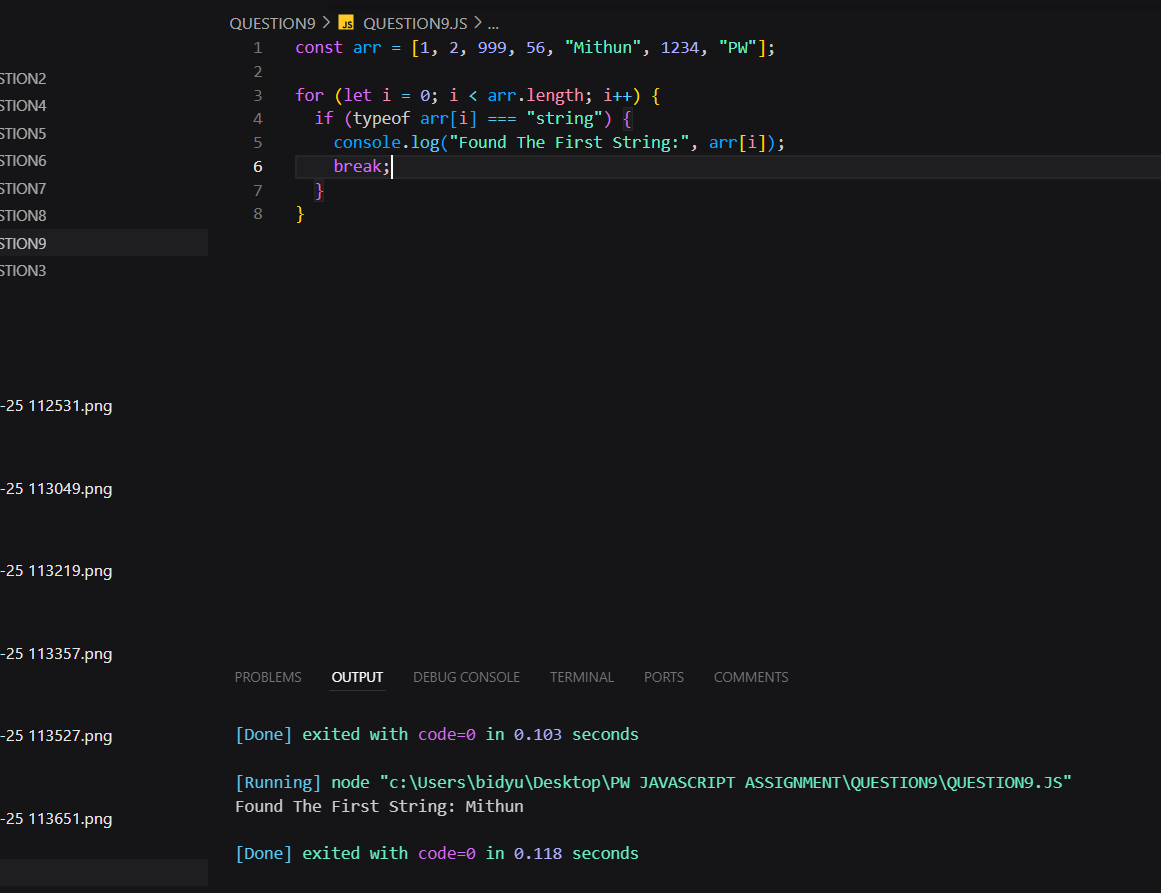 STION2
STION4
STION5
STION6
STION7
STION8
STION9
STION3
-25 112531.png
-25 113049.png
-25 113219.png
-25 113357.png
-25 113527.png
-25 113651.png
QUESTION9 > JS QUESTION9.JS > ...
1 const arr = [1, 2, 999, 56, "Mithun", 1234, "PW"];
2
3 for (let i = 0; i < arr.length; i++) {
4   if (typeof arr[i] === "string") {
5     console.log("Found The First String:", arr[i]);
6     break;
7   }
8 }
PROBLEMS OUTPUT DEBUG CONSOLE TERMINAL PORTS COMMENTS
[Done] exited with code=0 in 0.103 seconds
[Running] node "c:\Users\bidyu\Desktop\PW JAVASCRIPT ASSIGNMENT\QUESTION9\QUESTION9.JS"
Found The First String: Mithun
[Done] exited with code=0 in 0.118 seconds